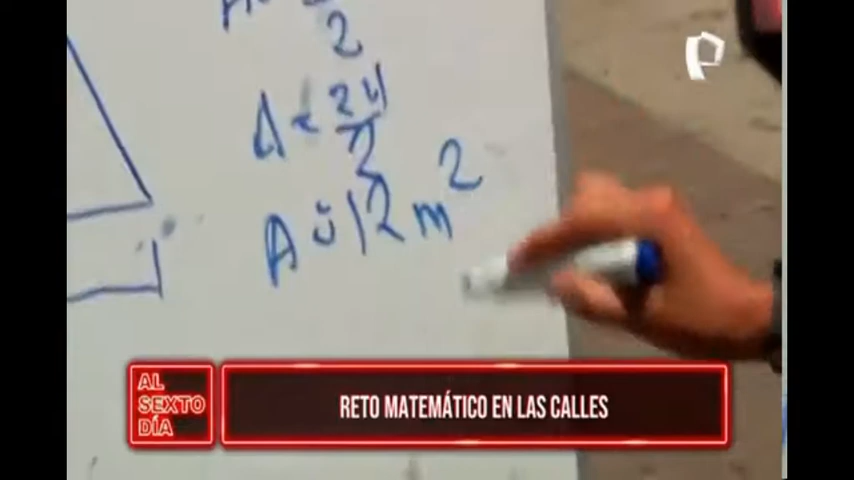 2
A = 24
2
A = 12 m²
AL
SEXTO
DÍA
RETO MATEMÁTICO EN LAS CALLES